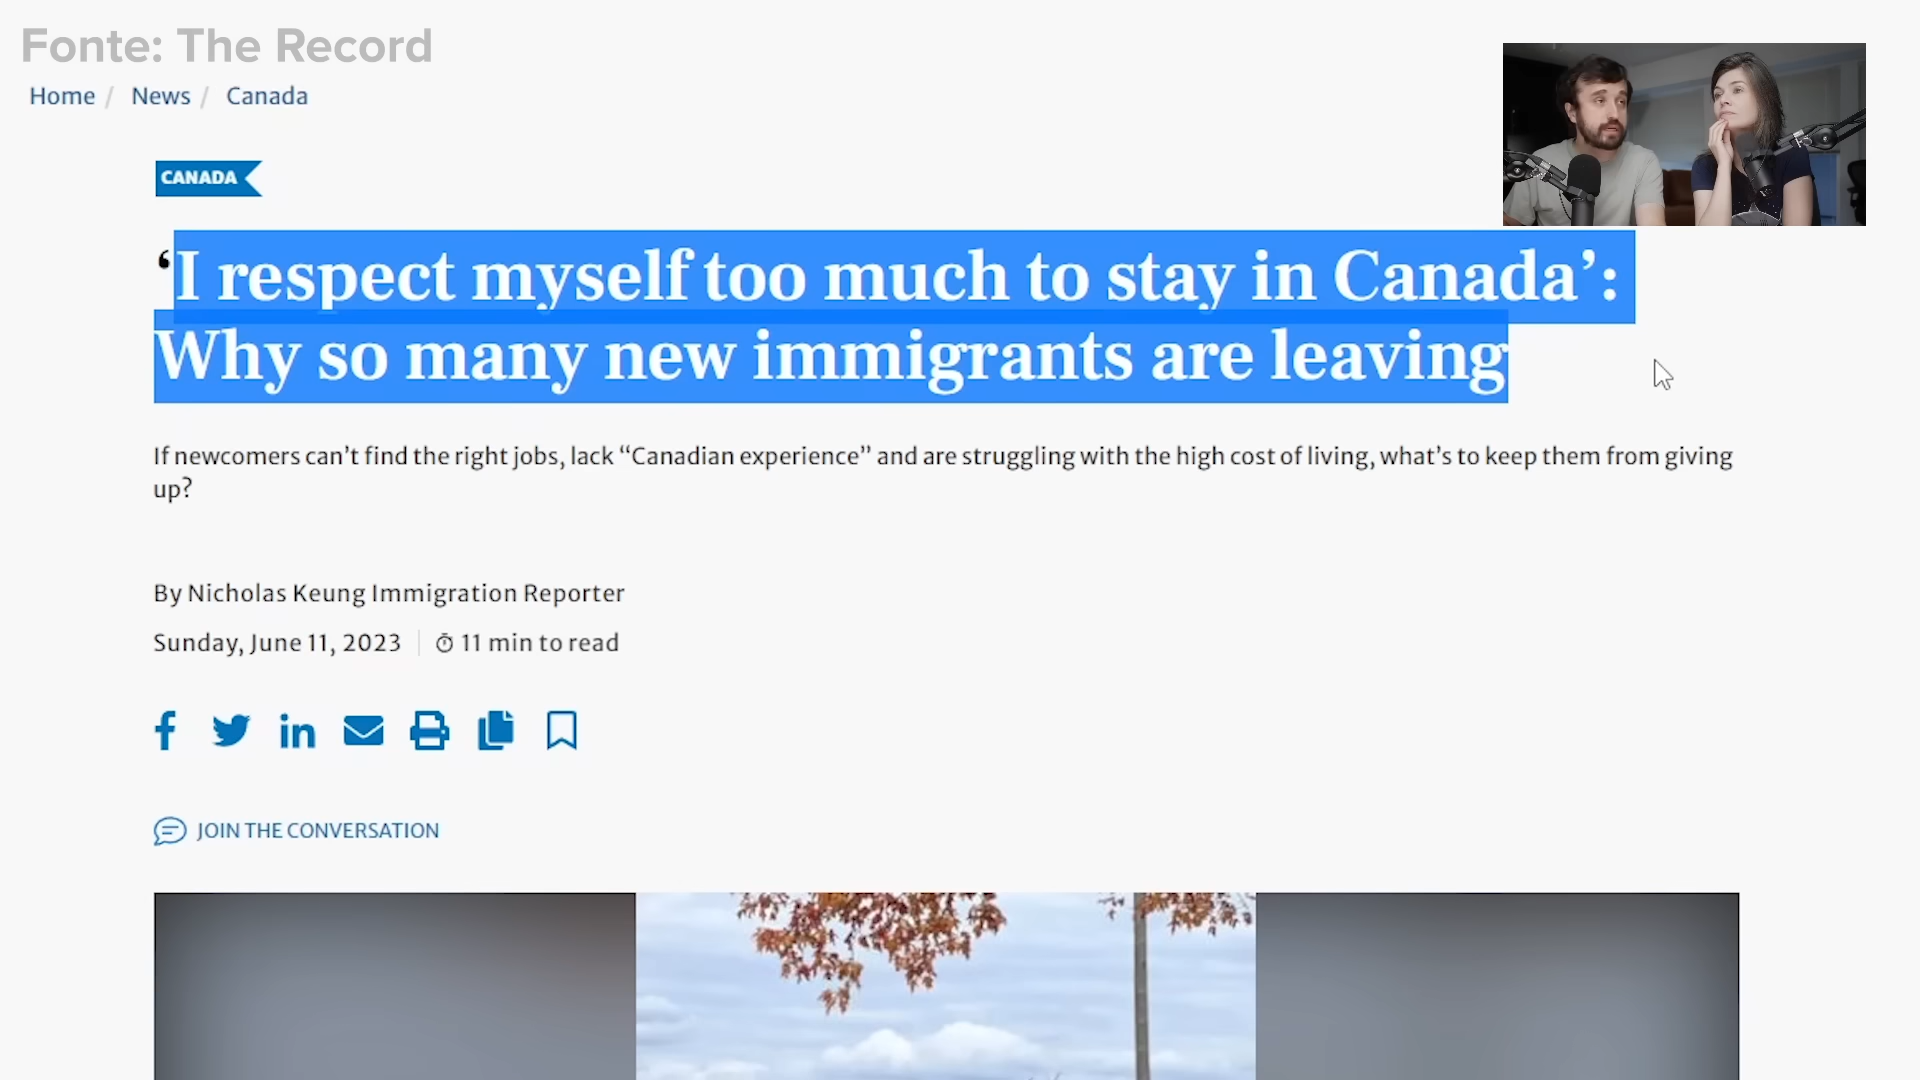 Fonte: The Record
Home / News / Canada
CANADA
‘I respect myself too much to stay in Canada’:
Why so many new immigrants are leaving
If newcomers can’t find the right jobs, lack “Canadian experience” and are struggling with the high cost of living, what’s to keep them from giving
up?
By Nicholas Keung Immigration Reporter
Sunday, June 11, 2023 | 11 min to read
JOIN THE CONVERSATION